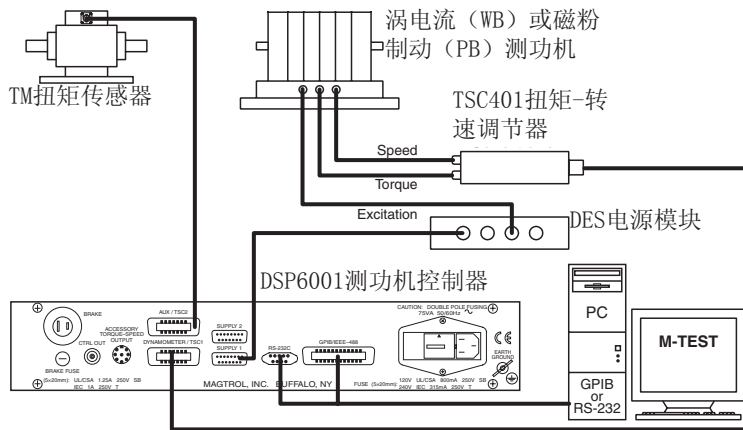 涡电流（WB）或磁粉
制动（PB）测功机
TM扭矩传感器
TSC401扭矩-转
速调节器
Speed
Torque
Excitation
DES电源模块
DSP6001测功机控制器
BRAKE
AUX / TSC2
CAUTION: DOUBLE POLE FUSING
75VA 50/60Hz
ACCESSORY
TORQUE–SPEED
OUTPUT
SUPPLY 2
CTRL OUT
DYNAMOMETER / TSC1
SUPPLY 1
RS-232C
GPIB/IEEE-488
EARTH
GROUND
CE
BRAKE FUSE
(5x20mm): UL/CSA 1.25A 250V SB
IEC 1A 250V T
MAGTROL, INC. BUFFALO, NY
FUSE (5x20mm): 120V UL/CSA 800mA 250V SB
240V IEC 315mA 250V T
PC
GPIB
or
RS-232
M-TEST